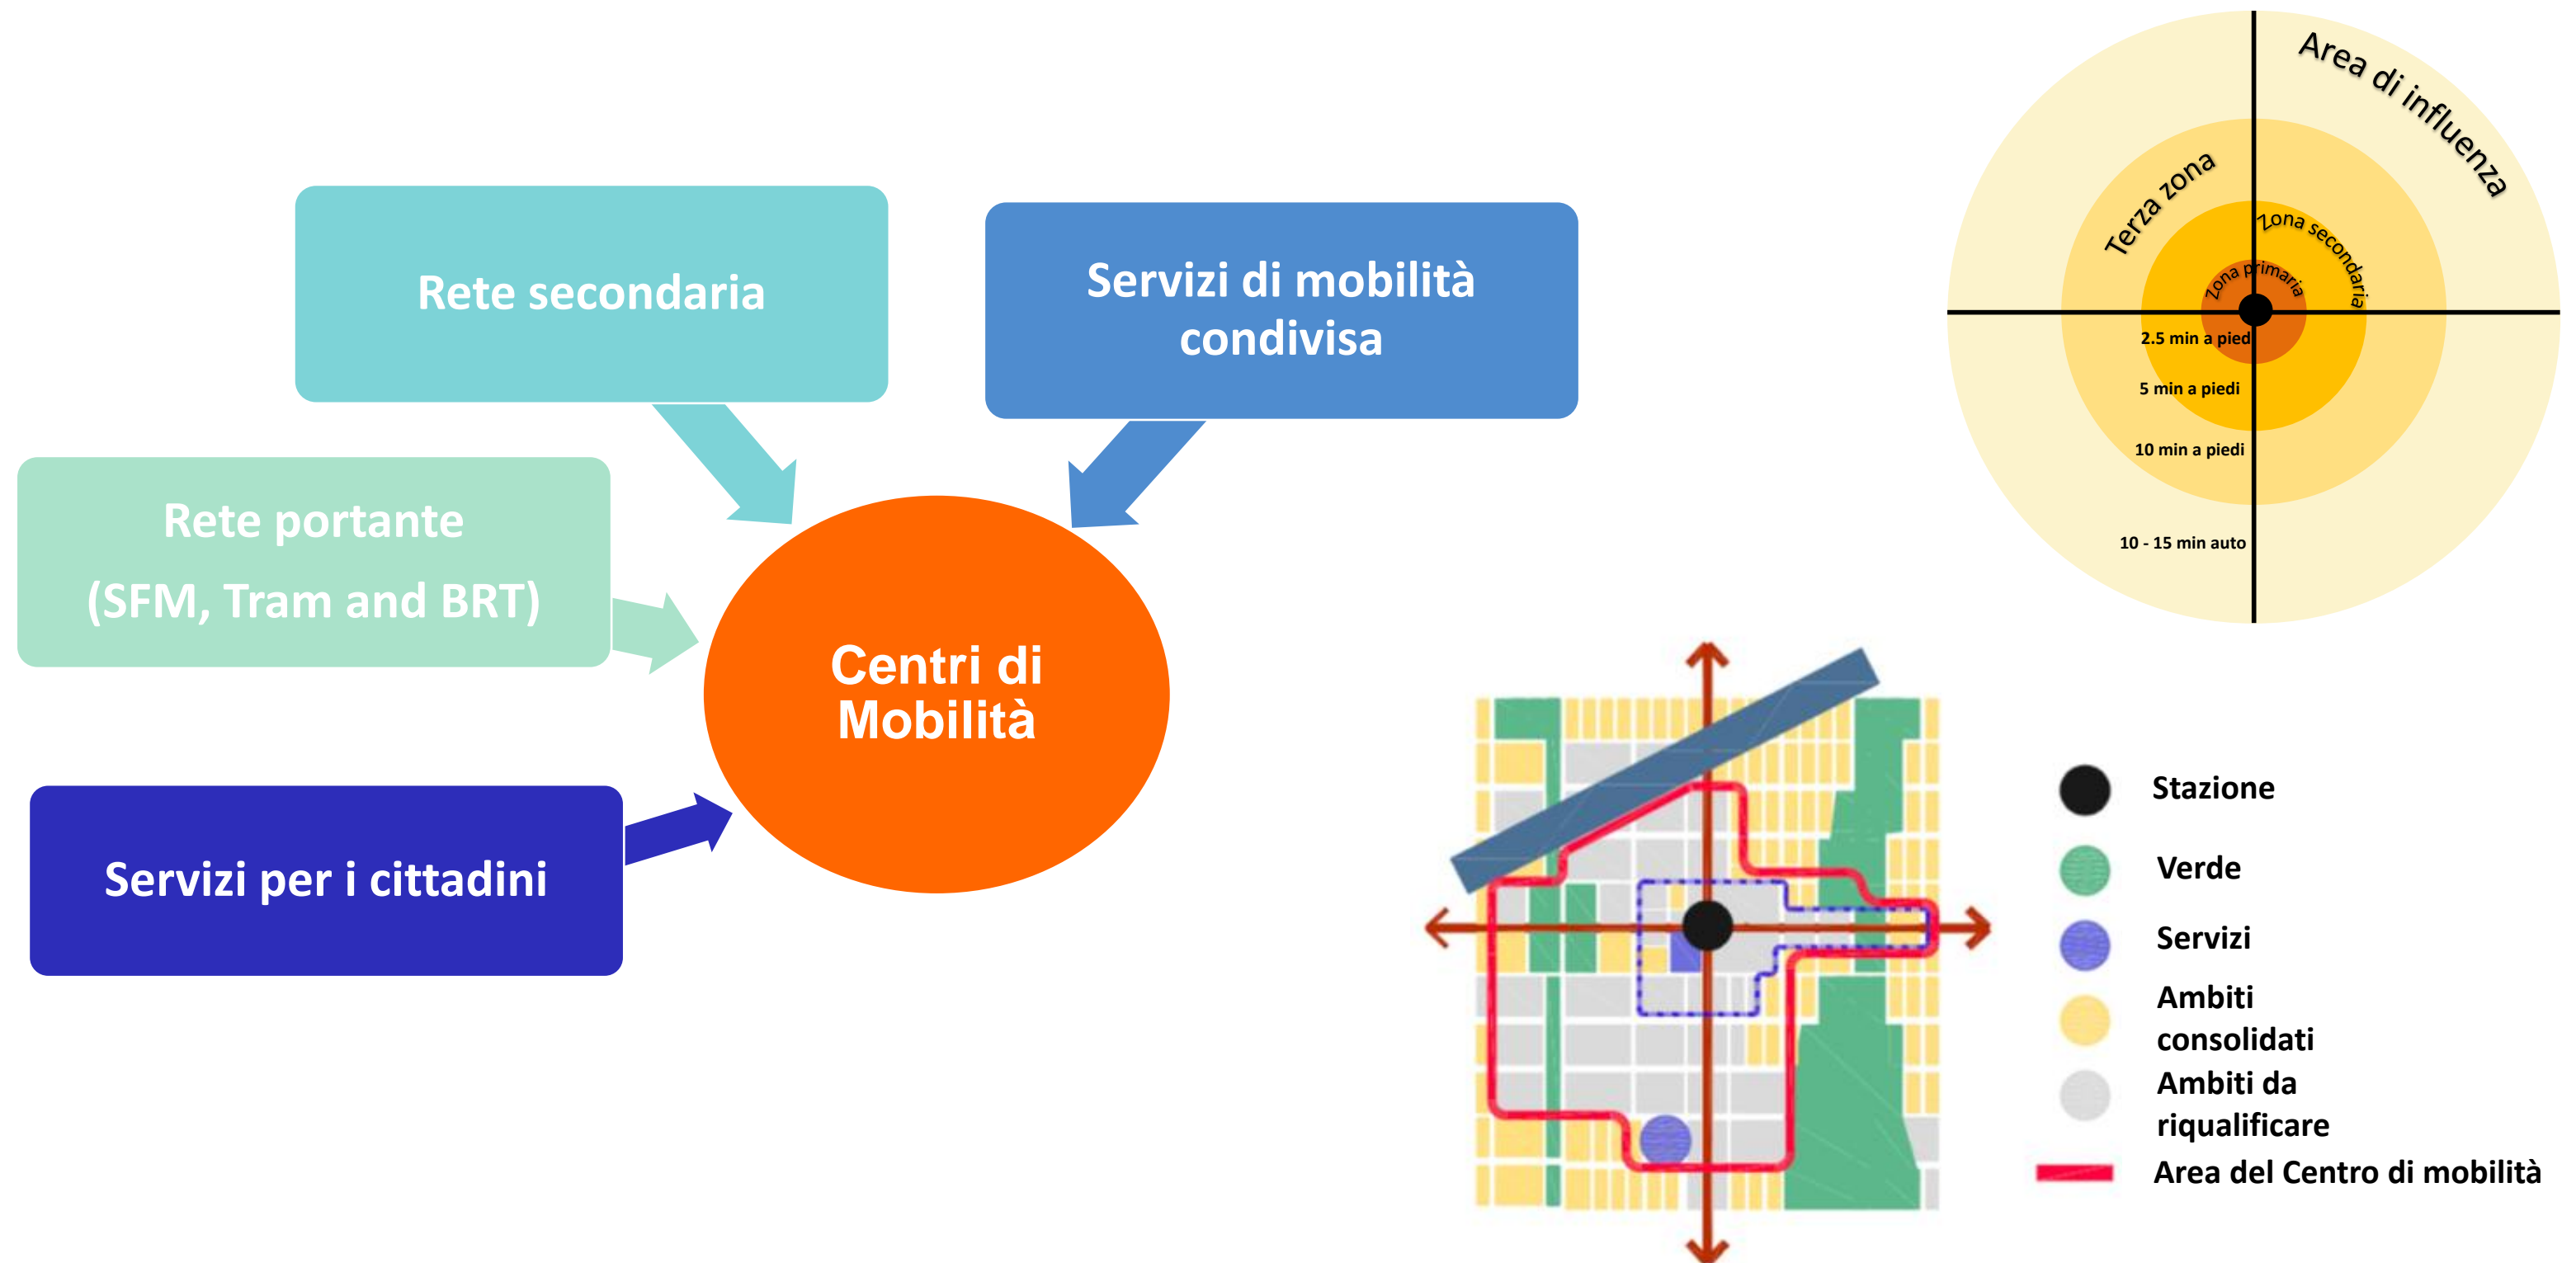 Rete secondaria
Servizi di mobilità
condivisa
Rete portante
(SFM, Tram and BRT)
Centri di
Mobilità
Servizi per i cittadini
Area di influenza
Terza zona
Zona secondaria
Zona primaria
2.5 min a pied
5 min a piedi
10 min a piedi
10 - 15 min auto
Stazione
Verde
Servizi
Ambiti
consolidati
Ambiti da
riqualificare
Area del Centro di mobilità